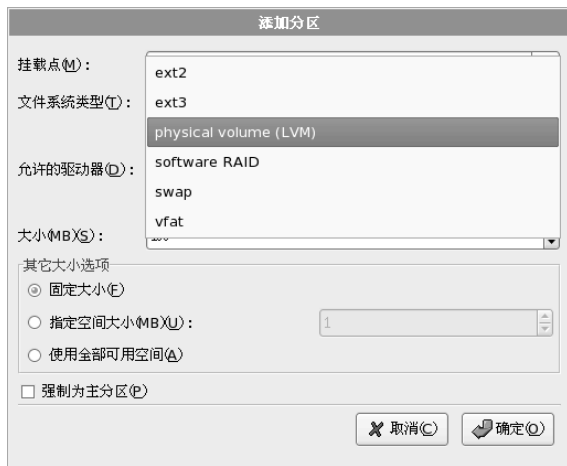 添加分区
挂载点(M)：
ext2
文件系统类型(T)：
ext3
physical volume (LVM)
允许的驱动器(D)：
software RAID
swap
vfat
大小(MB)(S)：
其它大小选项
固定大小(F)
指定空间大小(MB)(U)：
1
使用全部可用空间(A)
强制为主分区(P)
取消(C)
确定(O)